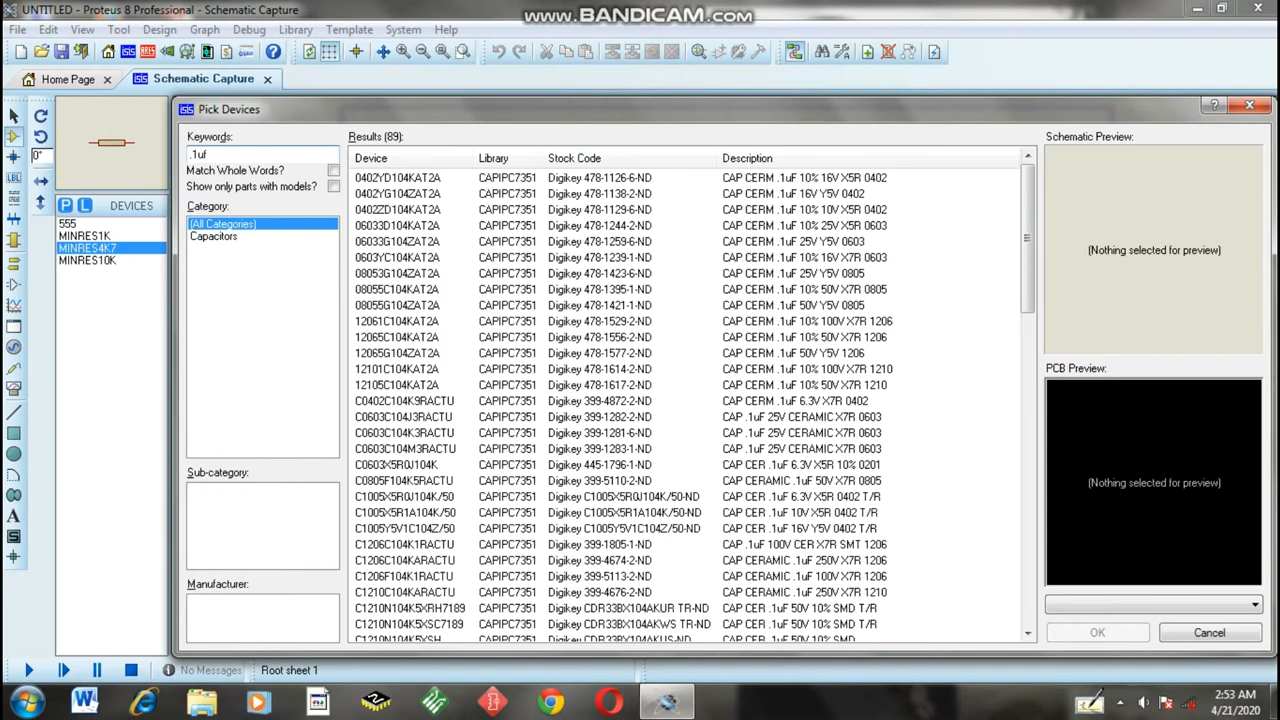 UNTITLED - Proteus 8 Professional - Schematic Capture
www.BANDICAM.com
File Edit View Tool Design Graph Debug Library Template System Help
Home Page
Schematic Capture
Pick Devices
0°
LBL
P L DEVICES
555
MINRES1K
MINRES4K7
MINRES10K
Keywords:
.1uf
Match Whole Words?
Show only parts with models?
Category:
(All Categories)
Capacitors
Sub-category:
Manufacturer:
Results (89):
Device Library Stock Code Description
0402YD104KAT2A CAPIPC7351 Digikey 478-1126-6-ND CAP CERM .1uF 10% 16V X5R 0402
0402YG104ZAT2A CAPIPC7351 Digikey 478-1138-2-ND CAP CERM .1uF 16V Y5V 0402
0402ZD104KAT2A CAPIPC7351 Digikey 478-1129-6-ND CAP CERM .1uF 10% 10V X5R 0402
06033D104KAT2A CAPIPC7351 Digikey 478-1244-2-ND CAP CERM .1uF 10% 25V X5R 0603
06033G104ZAT2A CAPIPC7351 Digikey 478-1259-6-ND CAP CERM .1uF 25V Y5V 0603
0603YC104KAT2A CAPIPC7351 Digikey 478-1239-1-ND CAP CERM .1uF 10% 16V X7R 0603
08053G104ZAT2A CAPIPC7351 Digikey 478-1423-6-ND CAP CERM .1uF 25V Y5V 0805
08055C104KAT2A CAPIPC7351 Digikey 478-1395-1-ND CAP CERM .1uF 10% 50V X7R 0805
08055G104ZAT2A CAPIPC7351 Digikey 478-1421-1-ND CAP CERM .1uF 50V Y5V 0805
12061C104KAT2A CAPIPC7351 Digikey 478-1529-2-ND CAP CERM .1uF 10% 100V X7R 1206
12065C104KAT2A CAPIPC7351 Digikey 478-1556-2-ND CAP CERM .1uF 10% 50V X7R 1206
12065G104ZAT2A CAPIPC7351 Digikey 478-1577-2-ND CAP CERM .1uF 50V Y5V 1206
12101C104KAT2A CAPIPC7351 Digikey 478-1614-2-ND CAP CERM .1uF 10% 100V X7R 1210
12105C104KAT2A CAPIPC7351 Digikey 478-1617-2-ND CAP CERM .1uF 10% 50V X7R 1210
C0402C104K9RACTU CAPIPC7351 Digikey 399-4872-2-ND CAP CERM .1uF 6.3V X7R 0402
C0603C104J3RACTU CAPIPC7351 Digikey 399-1282-2-ND CAP .1uF 25V CERAMIC X7R 0603
C0603C104K3RACTU CAPIPC7351 Digikey 399-1281-6-ND CAP .1uF 25V CERAMIC X7R 0603
C0603C104M3RACTU CAPIPC7351 Digikey 399-1283-1-ND CAP .1uF 25V CERAMIC X7R 0603
C0603X5R0J104K CAPIPC7351 Digikey 445-1796-1-ND CAP CER .1uF 6.3V X5R 10% 0201
C0805F104K5RACTU CAPIPC7351 Digikey 399-5110-2-ND CAP CERAMIC .1uF 50V X7R 0805
C1005X5R0J104K/50 CAPIPC7351 Digikey C1005X5R0J104K/50-ND CAP CER .1uF 6.3V X5R 0402 T/R
C1005X5R1A104K/50 CAPIPC7351 Digikey C1005X5R1A104K/50-ND CAP CER .1uF 10V X5R 0402 T/R
C1005Y5V1C104Z/50 CAPIPC7351 Digikey C1005Y5V1C104Z/50-ND CAP CER .1uF 16V Y5V 0402 T/R
C1206C104K1RACTU CAPIPC7351 Digikey 399-1805-1-ND CAP .1uF 100V CER X7R SMT 1206
C1206C104KARACTU CAPIPC7351 Digikey 399-4674-2-ND CAP CERAMIC .1uF 250V X7R 1206
C1206F104K1RACTU CAPIPC7351 Digikey 399-5113-2-ND CAP CERAMIC .1uF 100V X7R 1206
C1210C104KARACTU CAPIPC7351 Digikey 399-4676-2-ND CAP CERAMIC .1uF 250V X7R 1210
C1210N104K5XRH7189 CAPIPC7351 Digikey CDR33BX104AKUR TR-ND CAP CER .1uF 50V 10% SMD T/R
C1210N104K5XSC7189 CAPIPC7351 Digikey CDR33BX104AKWS TR-ND CAP CER .1uF 50V 10% SMD T/R
C1210N104K5XSH CAPIPC7351 Digikey CDR33BX104AKUS-ND CAP CER .1uF 50V 10% SMD
Schematic Preview:
(Nothing selected for preview)
PCB Preview:
(Nothing selected for preview)
OK
Cancel
No Messages
Root sheet 1
2:53 AM
4/21/2020